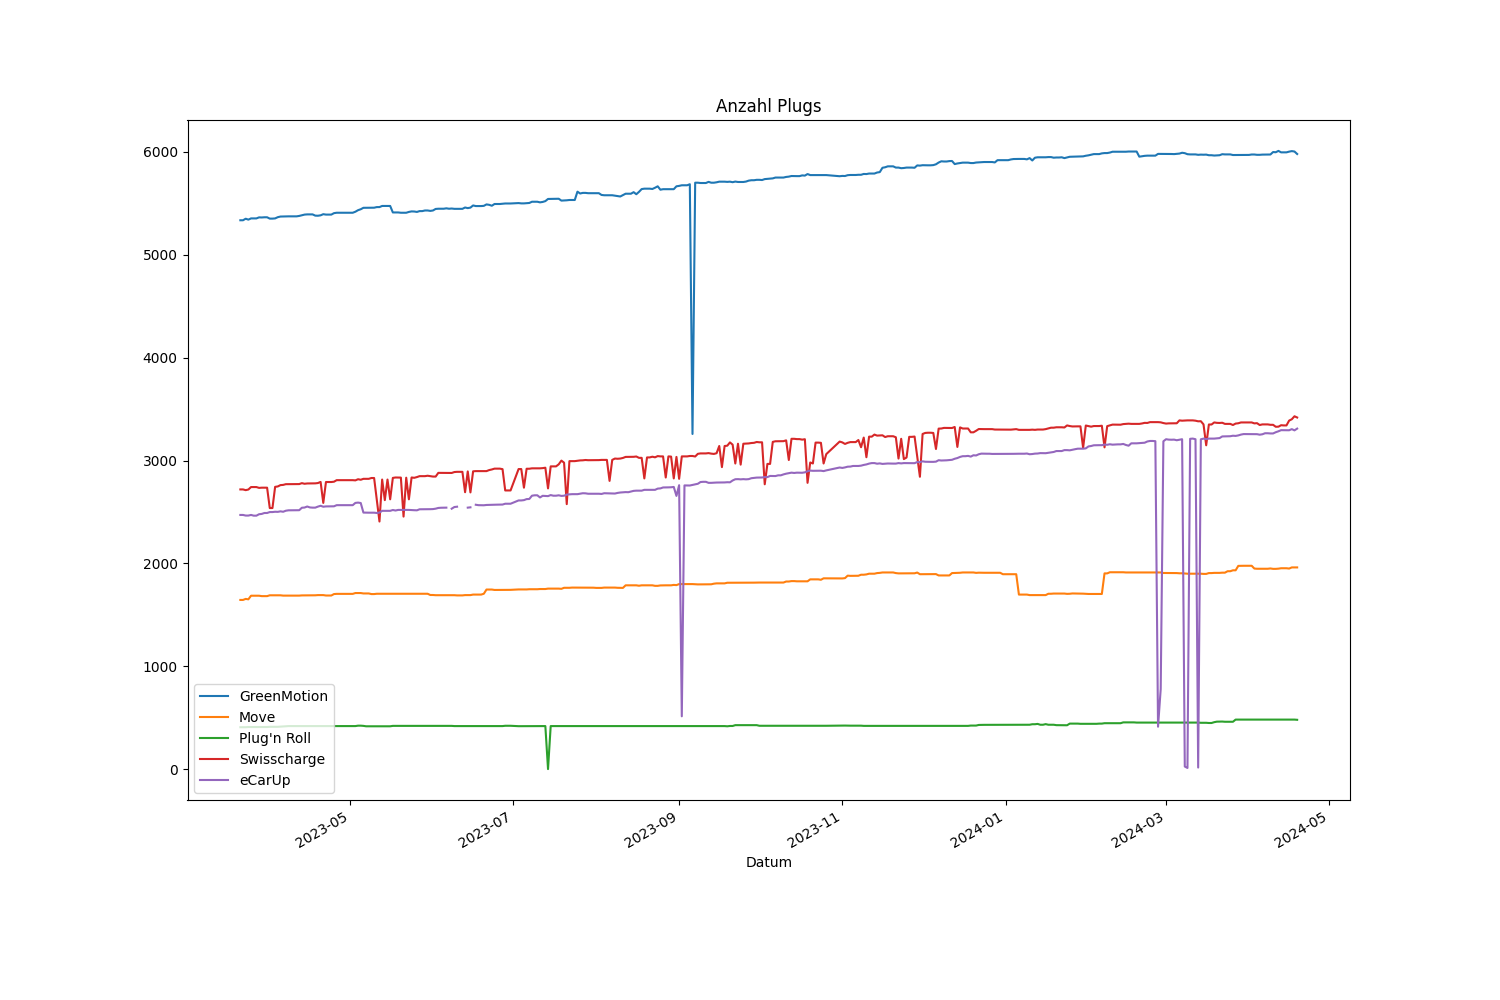 Anzahl Plugs
6000
5000
4000
3000
2000
1000
0
GreenMotion
Move
Plug'n Roll
Swisscharge
eCarUp
2023-05
2023-07
2023-09
2023-11
2024-01
2024-03
2024-05
Datum